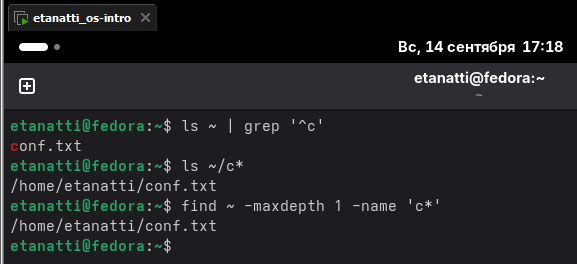 etanatti_os-intro
Вс, 14 сентября 17:18
etanatti@fedora:~
~
etanatti@fedora:~$ ls ~ | grep '^c'
conf.txt
etanatti@fedora:~$ ls ~/c*
/home/etanatti/conf.txt
etanatti@fedora:~$ find ~ -maxdepth 1 -name 'c*'
/home/etanatti/conf.txt
etanatti@fedora:~$